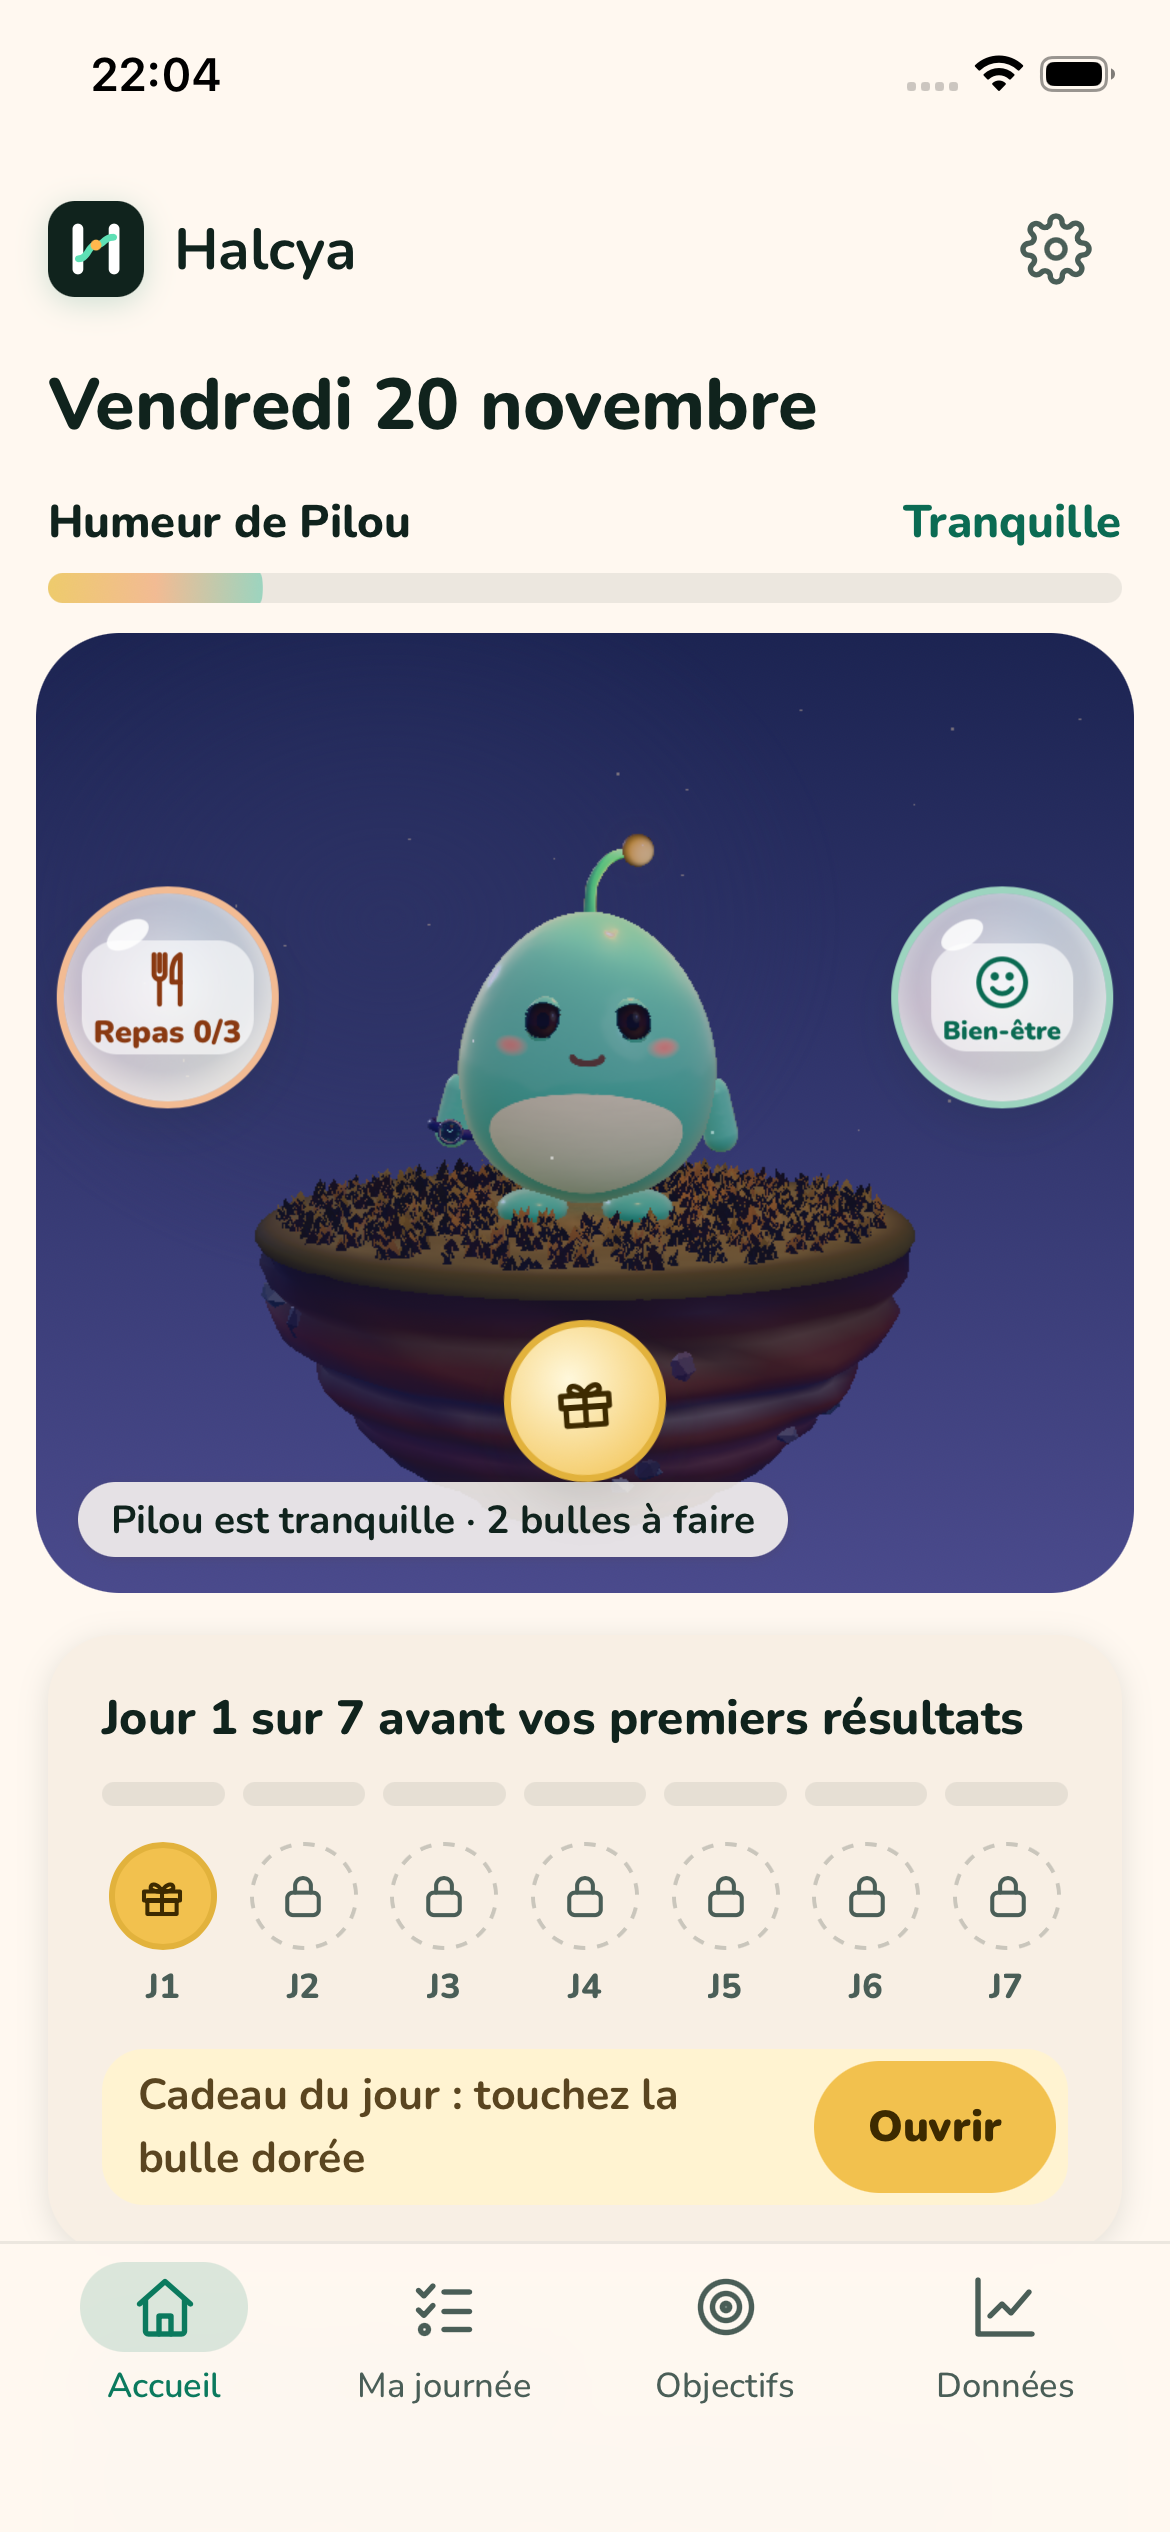 22:04
Halcya
Vendredi 20 novembre
Humeur de Pilou
Tranquille
Repas 0/3
Bien-être
Pilou est tranquille · 2 bulles à faire
Jour 1 sur 7 avant vos premiers résultats
J1 J2 J3 J4 J5 J6 J7
Cadeau du jour : touchez la
bulle dorée
Ouvrir
Accueil Ma journée Objectifs Données